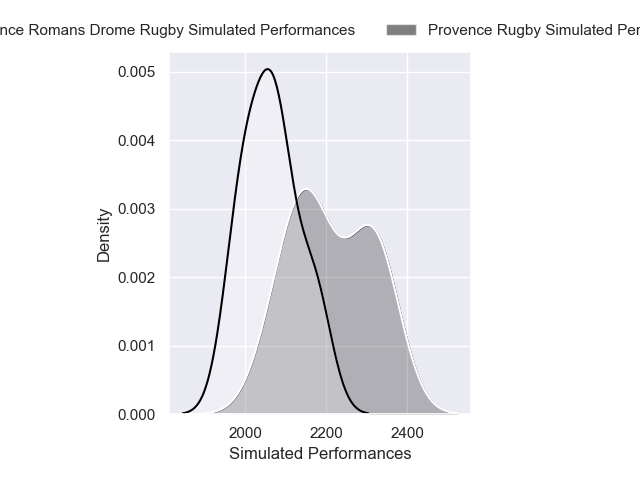 nce Romans Drome Rugby Simulated Performances
Provence Rugby Simulated Per
0.005
0.004
0.003
0.002
0.001
0.000
Density
2000 2200 2400
Simulated Performances